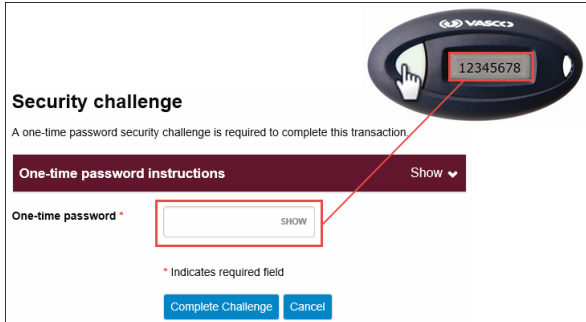 VASCO
12345678
Security challenge
A one-time password security challenge is required to complete this transaction.
One-time password instructions Show
One-time password * SHOW
* Indicates required field
Complete Challenge Cancel